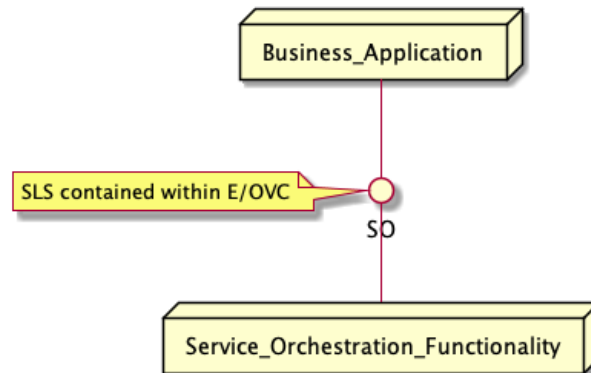 Business_Application
SLS contained within E/OVC
SO
Service_Orchestration_Functionality